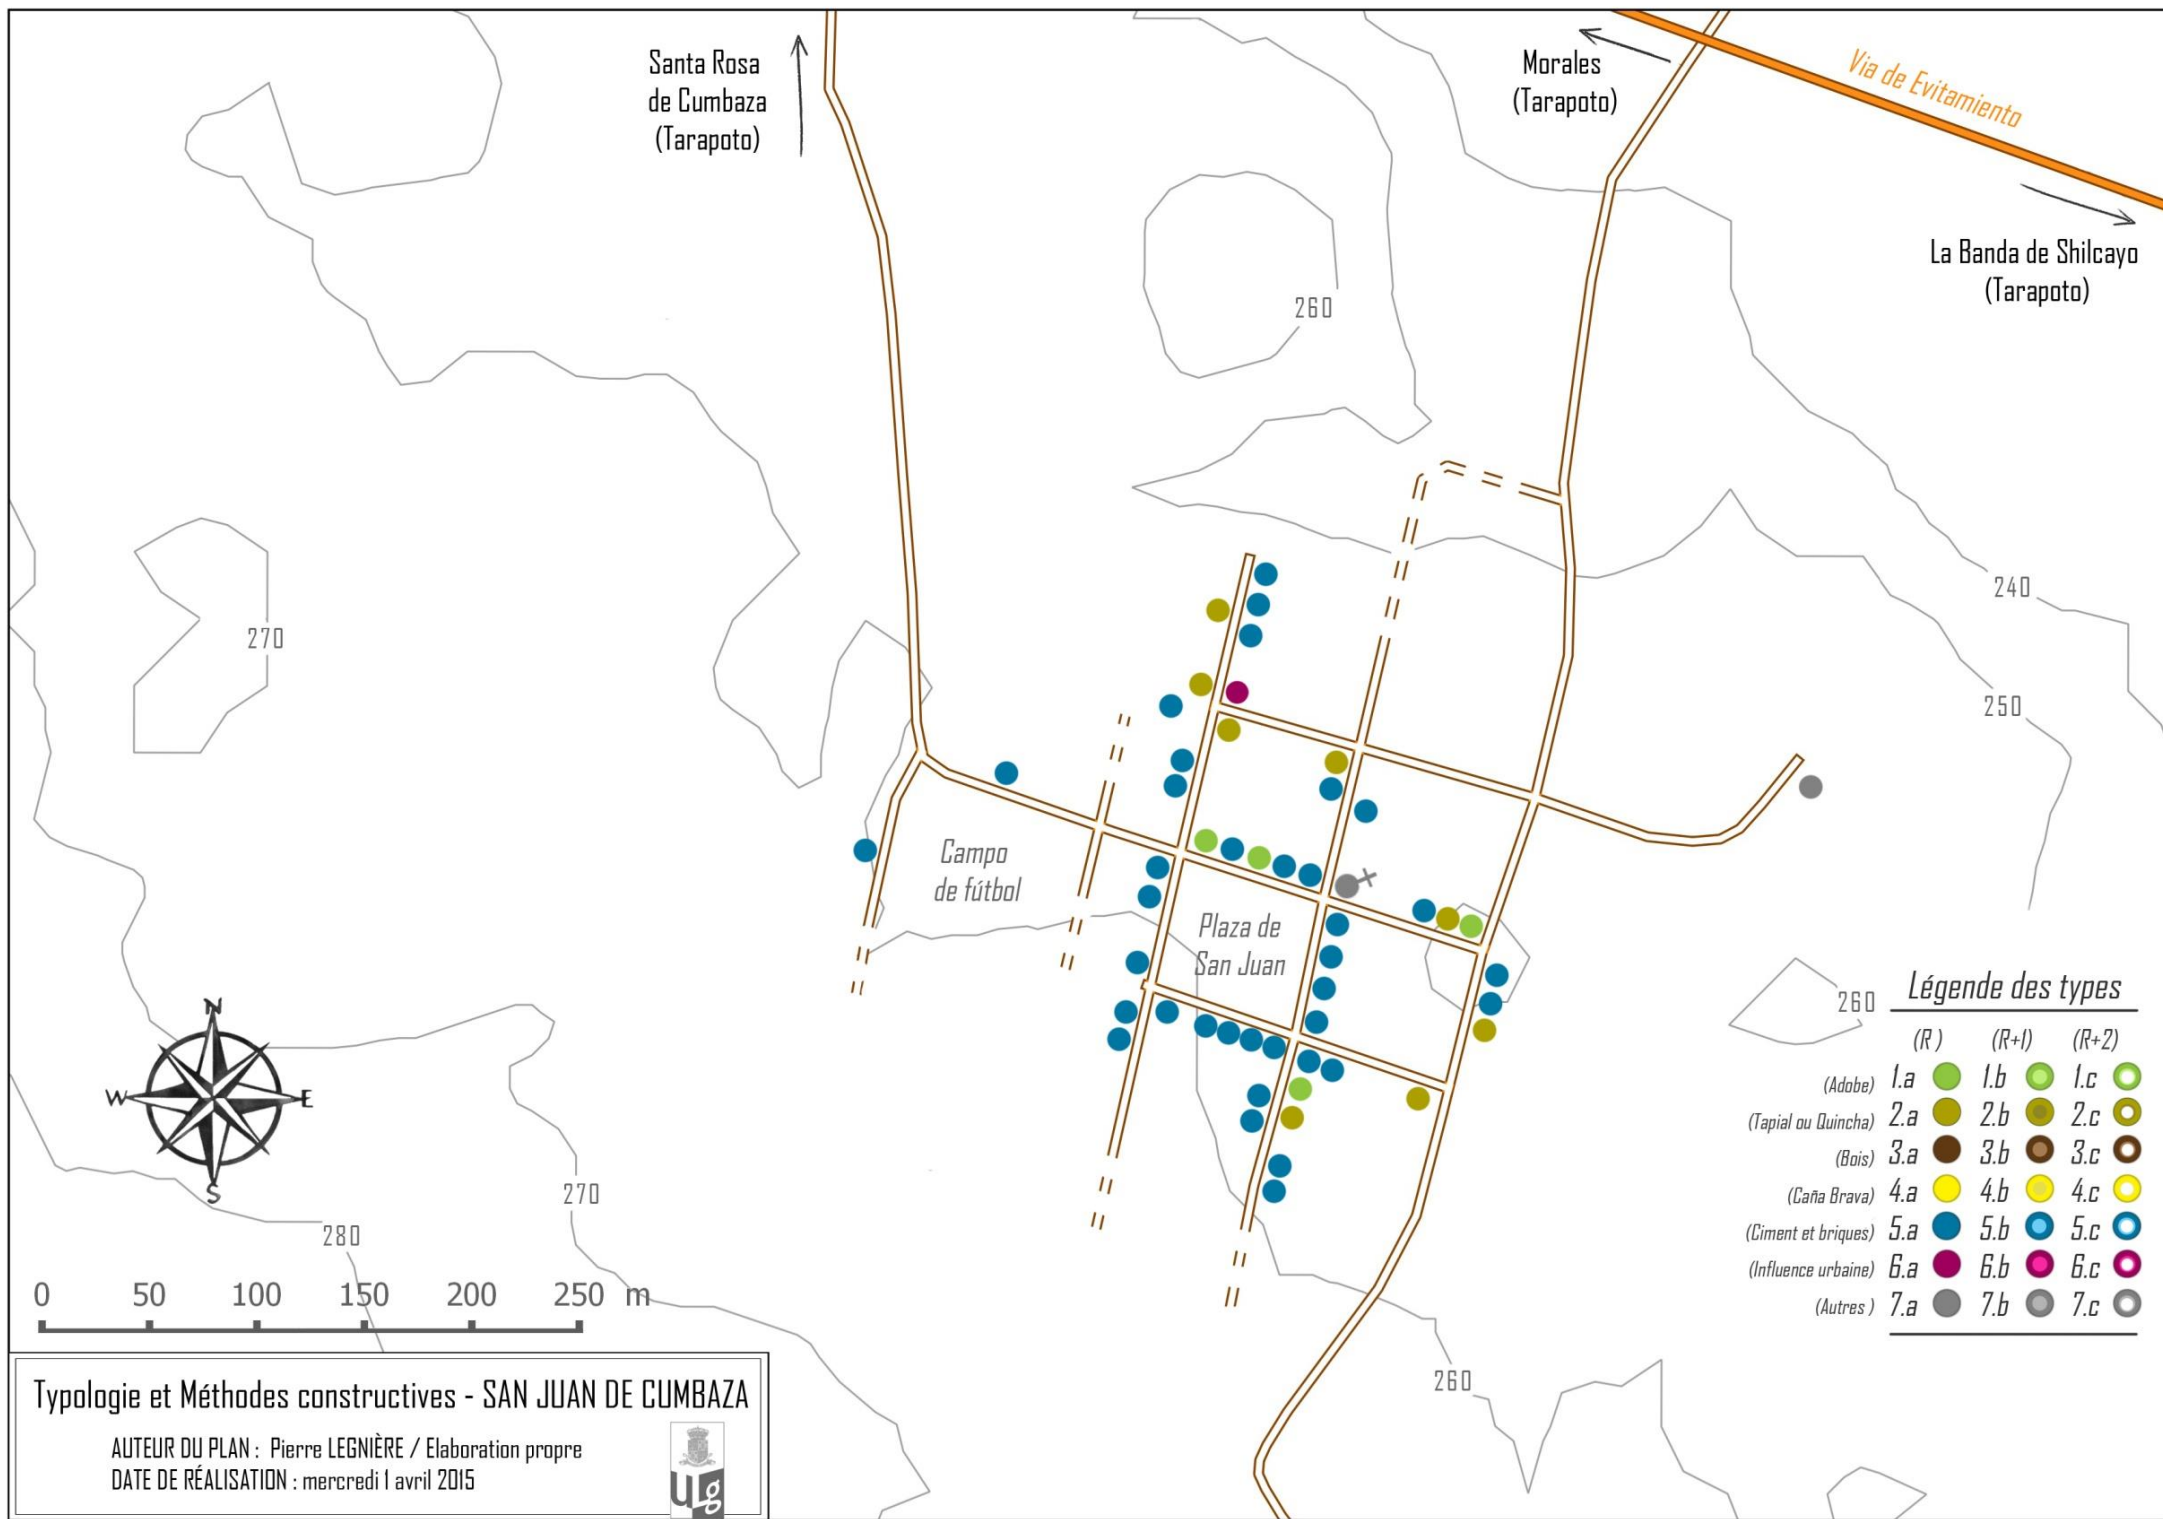 Santa Rosa
de Cumbaza
(Tarapoto)
Morales
(Tarapoto)
Via de Evitamiento
La Banda de Shilcayo
(Tarapoto)
260
240
270
250
Campo
de fútbol
Plaza de
San Juan
260
N
W
E
S
270
280
260
Légende des types
(R) (R+1) (R+2)
(Adobe) 1.a 1.b 1.c
(Tapial ou Quincha) 2.a 2.b 2.c
(Bois) 3.a 3.b 3.c
(Caña Brava) 4.a 4.b 4.c
(Ciment et briques) 5.a 5.b 5.c
(Influence urbaine) 6.a 6.b 6.c
(Autres) 7.a 7.b 7.c
0 50 100 150 200 250 m
Typologie et Méthodes constructives - SAN JUAN DE CUMBAZA
AUTEUR DU PLAN : Pierre LEGNIÈRE / Elaboration propre
DATE DE RÉALISATION : mercredi 1 avril 2015
ULg